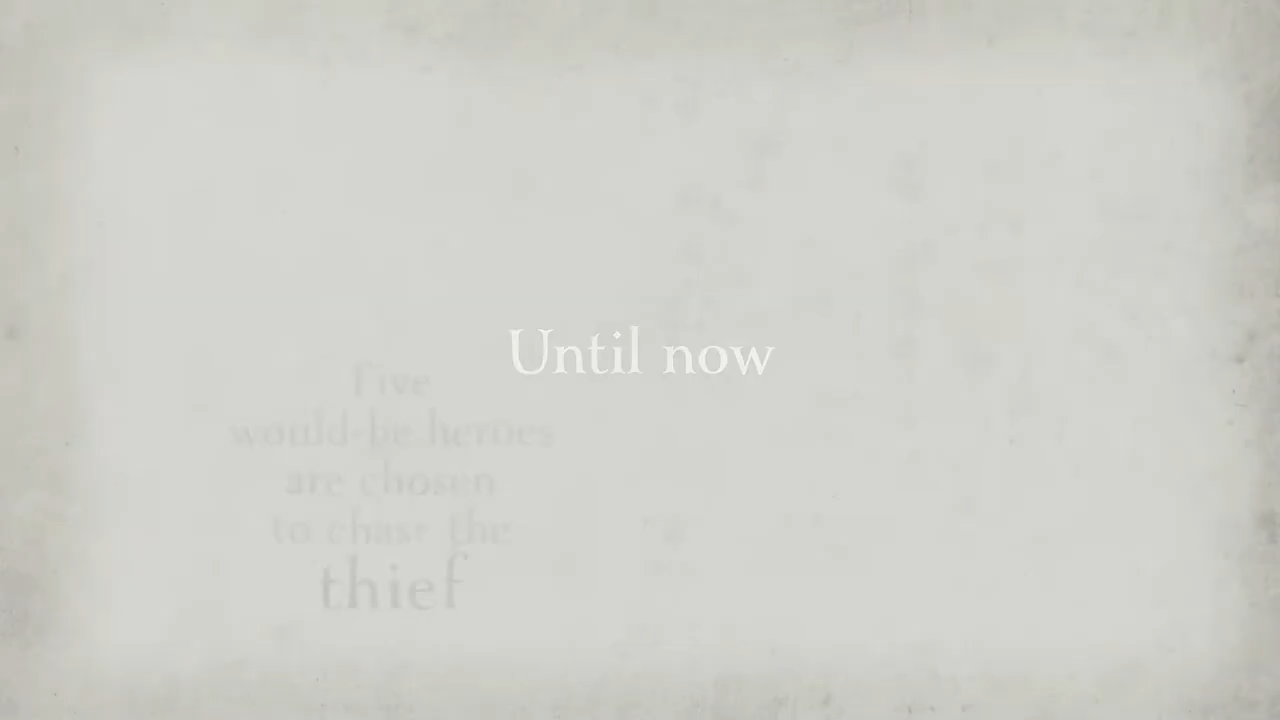 Until now
Five
would-be heroes
are chosen
to chase the
thief